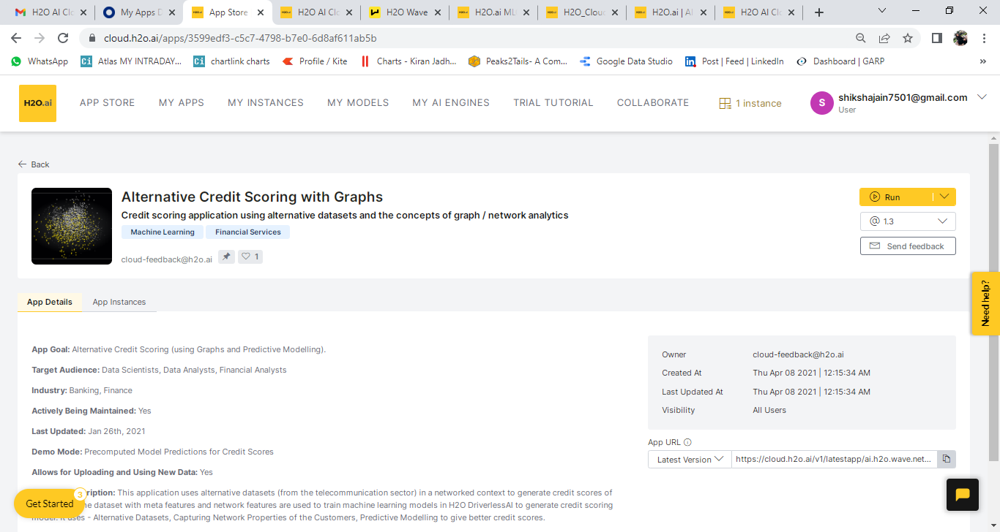 H2O AI Clo
My Apps D
App Store
H2O AI Clo
H2O Wave
H2O.ai ML
H2O_Cloud
H2O.ai | AI
H2O AI Clo
cloud.h2o.ai/apps/3599edf3-c5c7-4798-b7e0-6d8af611ab5b
WhatsApp
Ci Atlas MY INTRADAY...
Ci chartlink charts
Profile / Kite
Charts - Kiran Jadh...
Peaks2Tails- A Com...
Google Data Studio
in Post | Feed | LinkedIn
Dashboard | GARP
»
H2O.ai
APP STORE
MY APPS
MY INSTANCES
MY MODELS
MY AI ENGINES
TRIAL TUTORIAL
COLLABORATE
1 instance
S
shikshajain7501@gmail.com
User
Back
Alternative Credit Scoring with Graphs
Credit scoring application using alternative datasets and the concepts of graph / network analytics
Machine Learning
Financial Services
cloud-feedback@h2o.ai
1
Run
@ 1.3
Send feedback
Need help?
App Details
App Instances
App Goal: Alternative Credit Scoring (using Graphs and Predictive Modelling).
Target Audience: Data Scientists, Data Analysts, Financial Analysts
Industry: Banking, Finance
Actively Being Maintained: Yes
Last Updated: Jan 26th, 2021
Demo Mode: Precomputed Model Predictions for Credit Scores
Allows for Uploading and Using New Data: Yes
ription: This application uses alternative datasets (from the telecommunication sector) in a networked context to generate credit scores of
ne dataset with meta features and network features are used to train machine learning models in H2O DriverlessAI to generate credit scoring
model. It uses - Alternative Datasets, Capturing Network Properties of the Customers, Predictive Modelling to give better credit scores.
Get Started
3
Owner cloud-feedback@h2o.ai
Created At Thu Apr 08 2021 | 12:15:34 AM
Last Updated At Thu Apr 08 2021 | 12:15:34 AM
Visibility All Users
App URL
Latest Version https://cloud.h2o.ai/v1/latestapp/ai.h2o.wave.net...